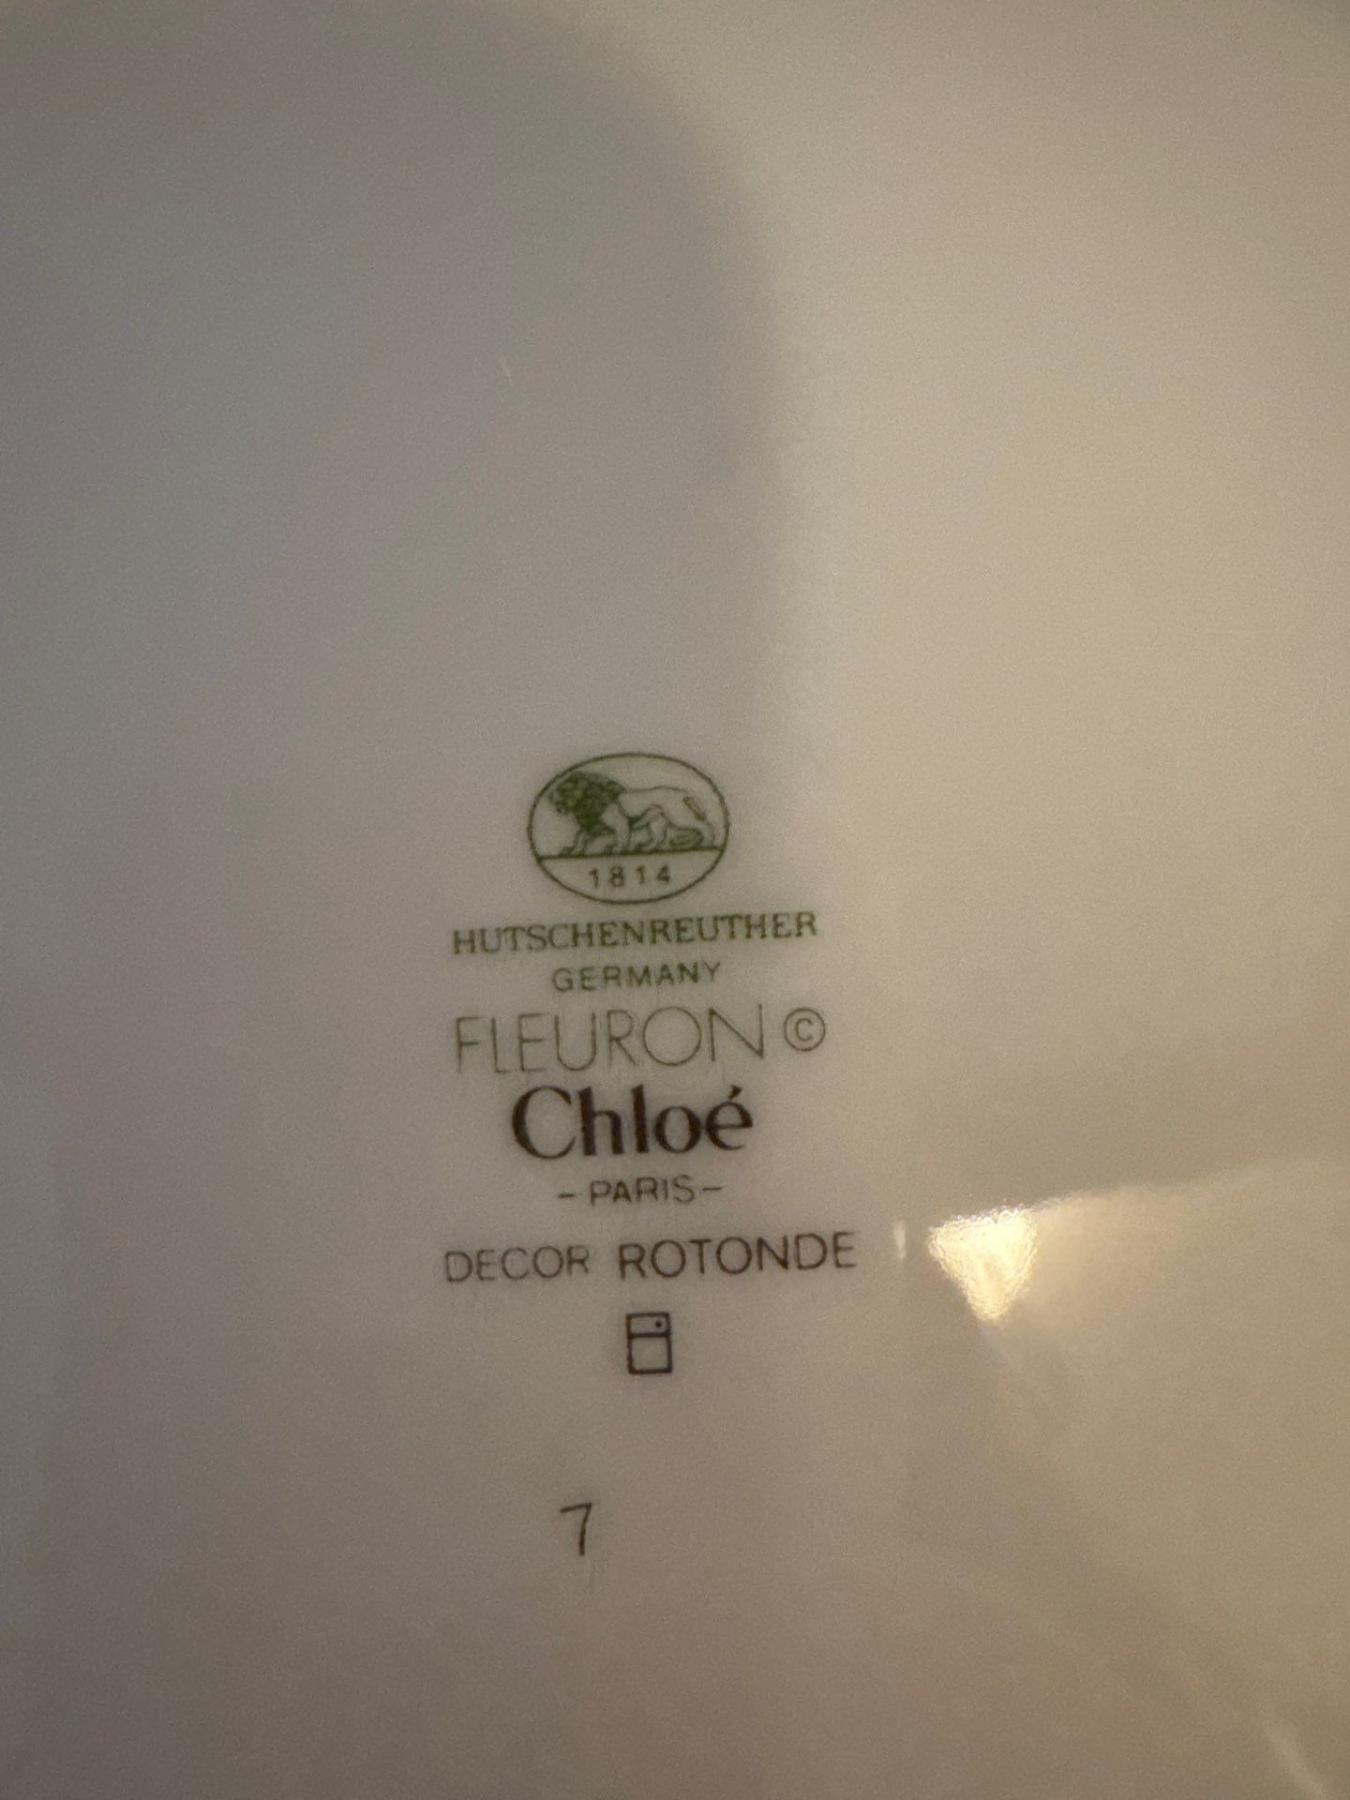 1814
HUTSCHENREUTHER
GERMANY
FLEURON ©
Chloé
- PARIS -
DECOR ROTONDE
7